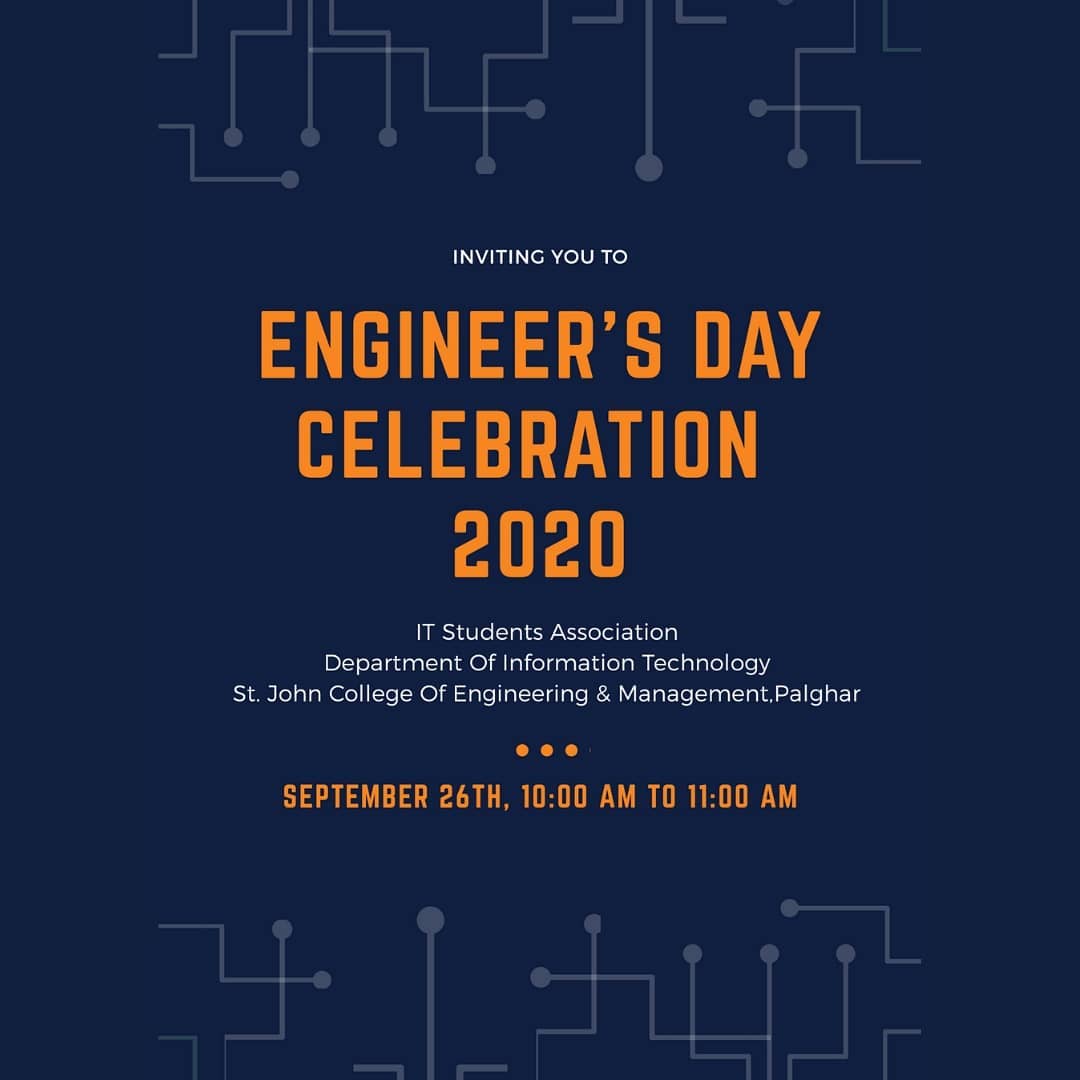 INVITING YOU TO
ENGINEER'S DAY
CELEBRATION
2020
IT Students Association
Department Of Information Technology
St. John College Of Engineering & Management,Palghar
SEPTEMBER 26TH, 10:00 AM TO 11:00 AM